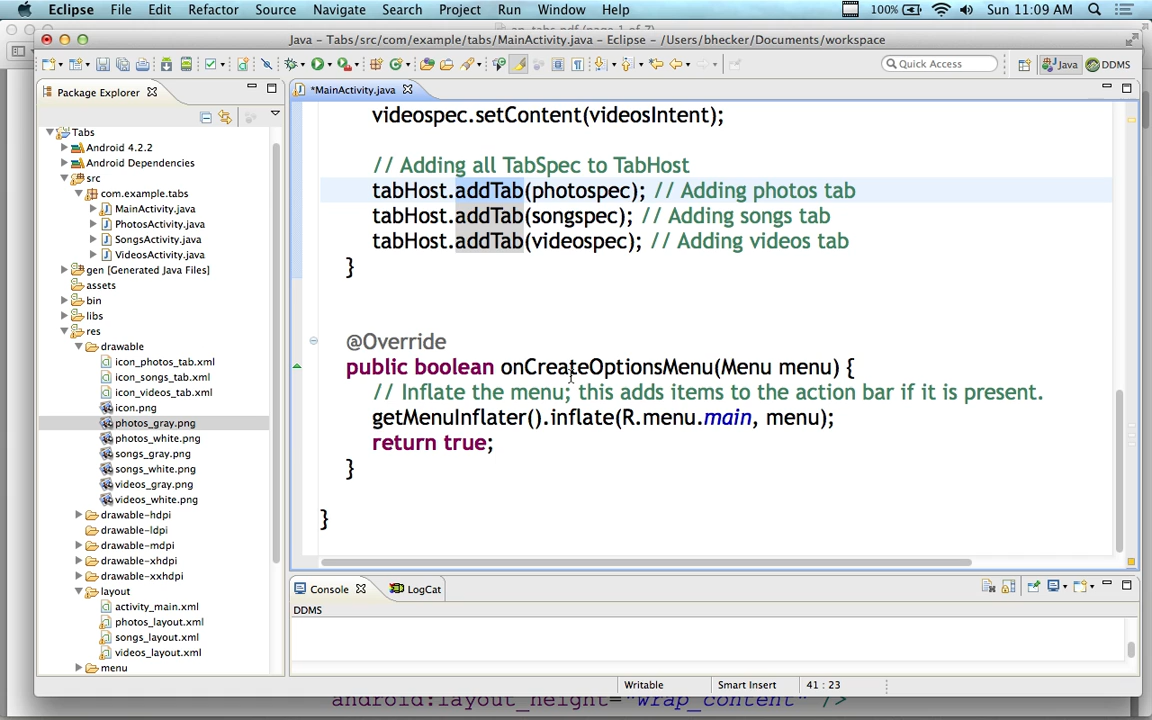 Eclipse File Edit Refactor Source Navigate Search Project Run Window Help 100% Sun 11:09 AM
Java - Tabs/src/com/example/tabs/MainActivity.java - Eclipse - /Users/bhecker/Documents/workspace
Quick Access Java DDMS
Package Explorer
Tabs
Android 4.2.2
Android Dependencies
src
com.example.tabs
MainActivity.java
PhotosActivity.java
SongsActivity.java
VideosActivity.java
gen [Generated Java Files]
assets
bin
libs
res
drawable
icon_photos_tab.xml
icon_songs_tab.xml
icon_videos_tab.xml
icon.png
photos_gray.png
photos_white.png
songs_gray.png
songs_white.png
videos_gray.png
videos_white.png
drawable-hdpi
drawable-ldpi
drawable-mdpi
drawable-xhdpi
drawable-xxhdpi
layout
activity_main.xml
photos_layout.xml
songs_layout.xml
videos_layout.xml
menu
*MainActivity.java
videospec.setContent(videosIntent);
// Adding all TabSpec to TabHost
tabHost.addTab(photospec); // Adding photos tab
tabHost.addTab(songspec); // Adding songs tab
tabHost.addTab(videospec); // Adding videos tab
}
@Override
public boolean onCreateOptionsMenu(Menu menu) {
// Inflate the menu; this adds items to the action bar if it is present.
getMenuInflater().inflate(R.menu.main, menu);
return true;
}
}
Console LogCat
DDMS
Writable Smart Insert 41 : 23
android:layout_height="wrap_content" />